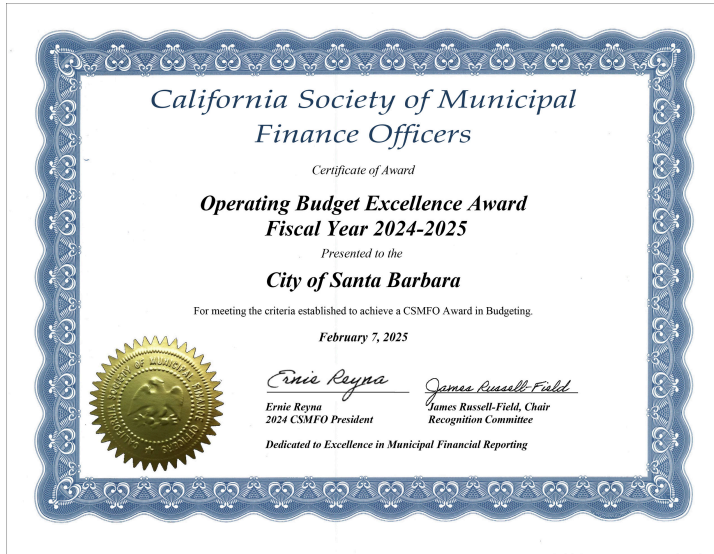 California Society of Municipal
Finance Officers
Certificate of Award
Operating Budget Excellence Award
Fiscal Year 2024-2025
Presented to the
City of Santa Barbara
For meeting the criteria established to achieve a CSMFO Award in Budgeting.
February 7, 2025
Ernie Reyna
James Russell-Field
Ernie Reyna
James Russell-Field, Chair
2024 CSMFO President
Recognition Committee
Dedicated to Excellence in Municipal Financial Reporting